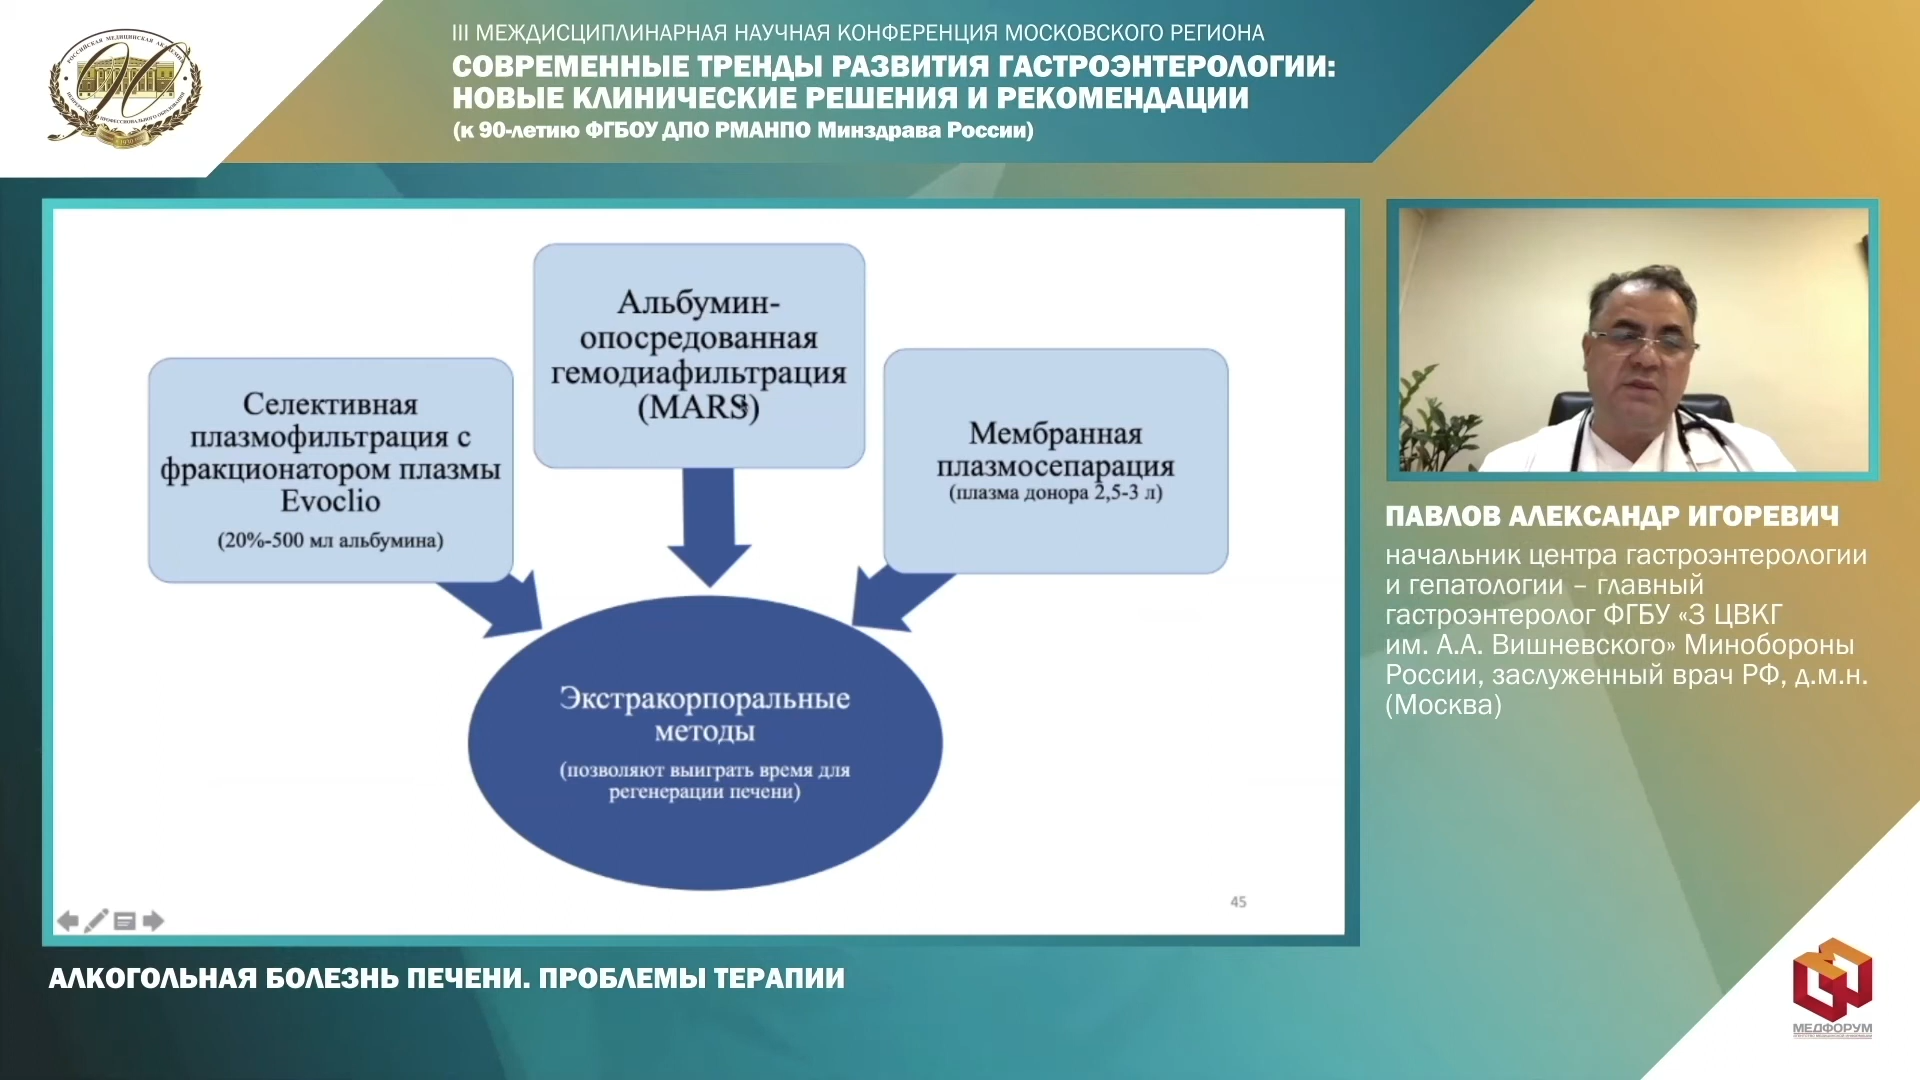 III МЕЖДИСЦИПЛИНАРНАЯ НАУЧНАЯ КОНФЕРЕНЦИЯ МОСКОВСКОГО РЕГИОНА
СОВРЕМЕННЫЕ ТРЕНДЫ РАЗВИТИЯ ГАСТРОЭНТЕРОЛОГИИ:
НОВЫЕ КЛИНИЧЕСКИЕ РЕШЕНИЯ И РЕКОМЕНДАЦИИ
(к 90-летию ФГБОУ ДПО РМАНПО Минздрава России)
Альбумин-
опосредованная
гемодиафильтрация
(MARS)
Селективная
плазмофильтрация с
фракционатором плазмы
Evoclio
(20%-500 мл альбумина)
Мембранная
плазмосепарация
(плазма донора 2,5-3 л)
Экстракорпоральные
методы
(позволяют выиграть время для
регенерации печени)
45
ПАВЛОВ АЛЕКСАНДР ИГОРЕВИЧ
начальник центра гастроэнтерологии
и гепатологии – главный
гастроэнтеролог ФГБУ «3 ЦВКГ
им. А.А. Вишневского» Минобороны
России, заслуженный врач РФ, д.м.н.
(Москва)
АЛКОГОЛЬНАЯ БОЛЕЗНЬ ПЕЧЕНИ. ПРОБЛЕМЫ ТЕРАПИИ
МЕДФОРУМ